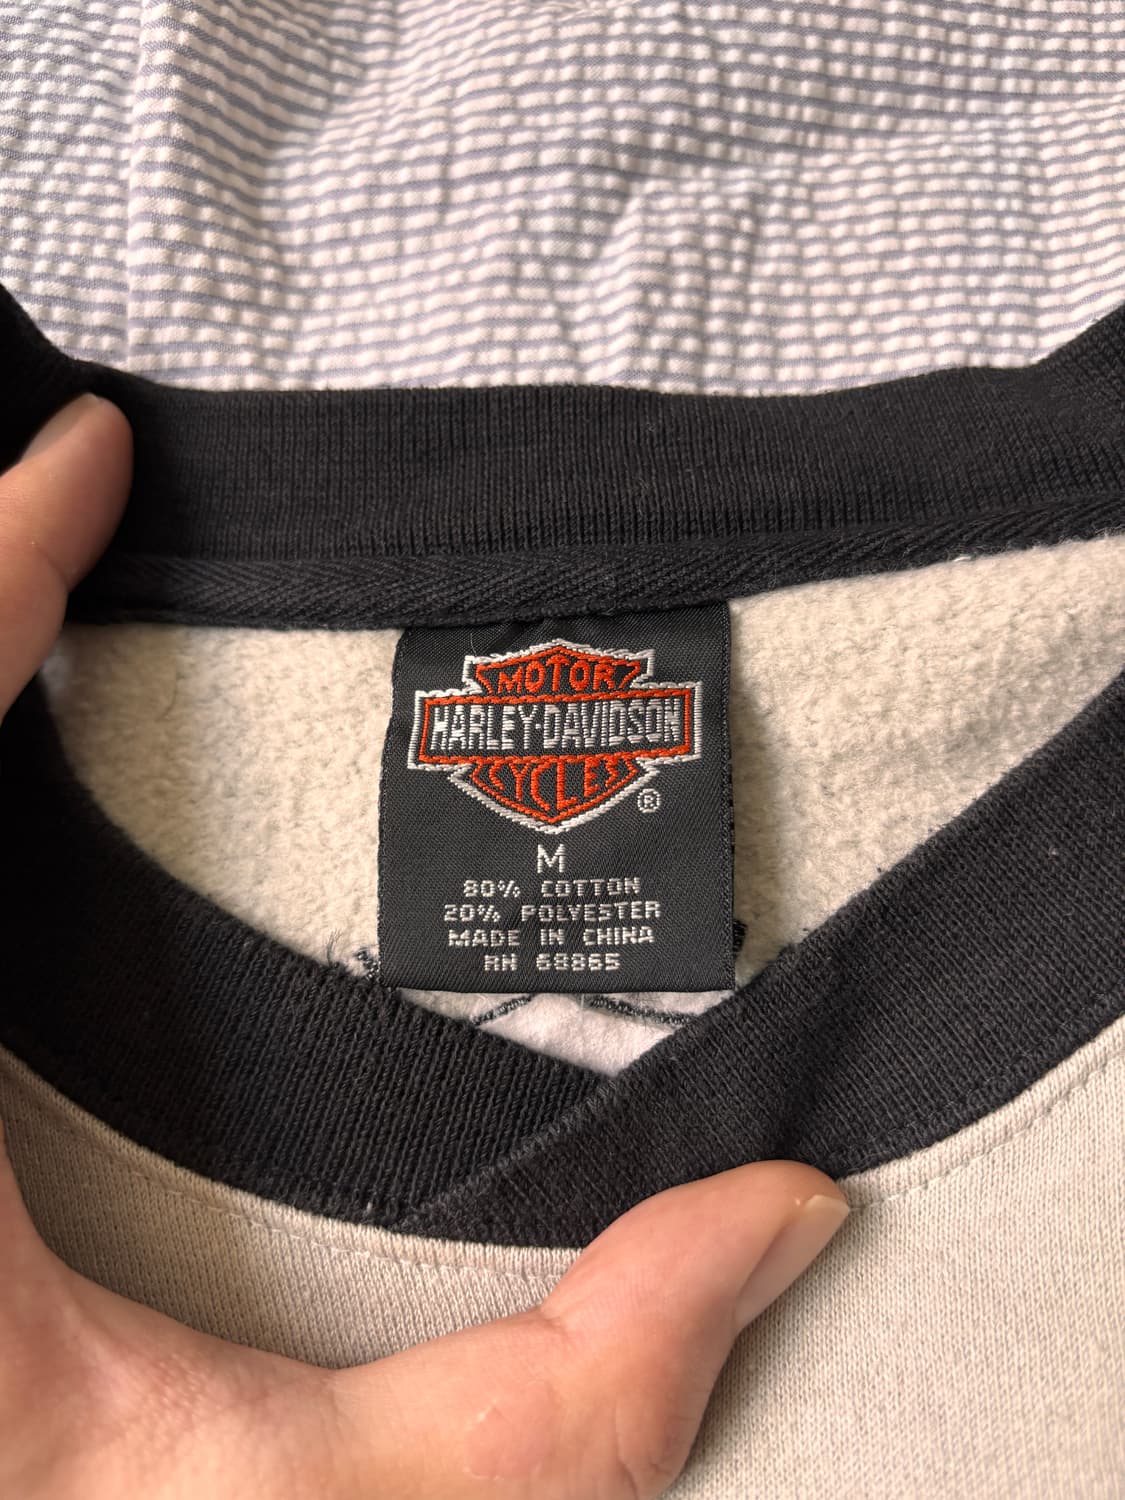 MOTOR
HARLEY-DAVIDSON
CYCLES
®
M
80% COTTON
20% POLYESTER
MADE IN CHINA
RN 68865